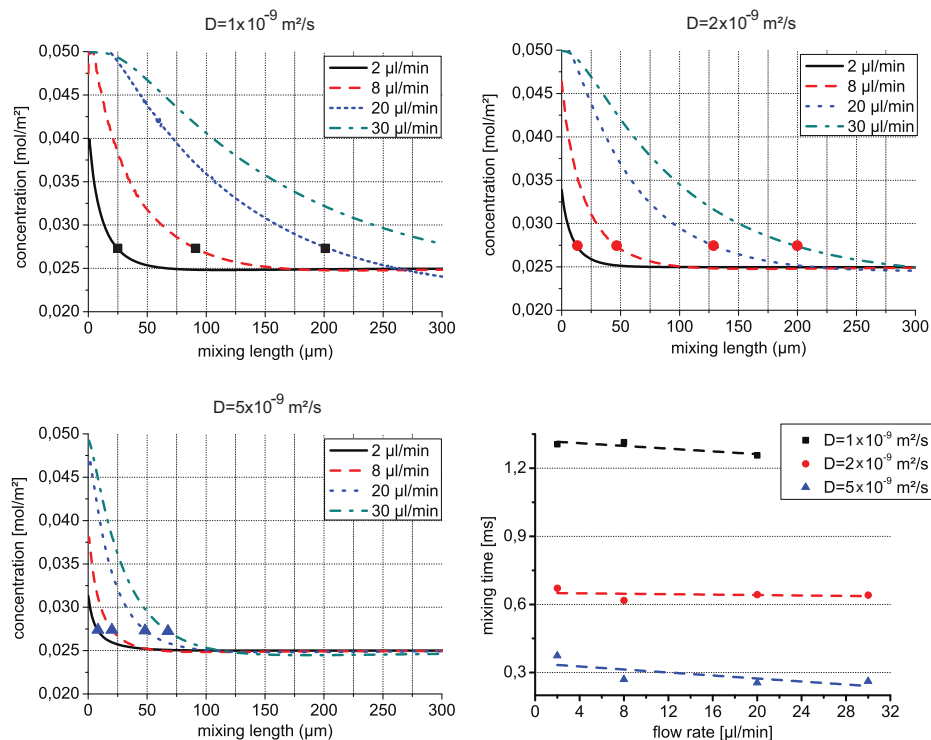 D=1x10⁻⁹ m²/s
0,050
0,045
0,040
0,035
0,030
0,025
0,020
concentration [mol/m²]
2 µl/min
8 µl/min
20 µl/min
30 µl/min
0 50 100 150 200 250 300
mixing length (µm)
D=2x10⁻⁹ m²/s
0,050
0,045
0,040
0,035
0,030
0,025
0,020
concentration [mol/m²]
2 µl/min
8 µl/min
20 µl/min
30 µl/min
0 50 100 150 200 250 300
mixing length (µm)
D=5x10⁻⁹ m²/s
0,050
0,045
0,040
0,035
0,030
0,025
0,020
concentration [mol/m²]
2 µl/min
8 µl/min
20 µl/min
30 µl/min
0 50 100 150 200 250 300
mixing length (µm)
D=1×10⁻⁹ m²/s
D=2×10⁻⁹ m²/s
D=5×10⁻⁹ m²/s
1,2
0,9
0,6
0,3
mixing time [ms]
0 4 8 12 16 20 24 28 32
flow rate [µl/min]